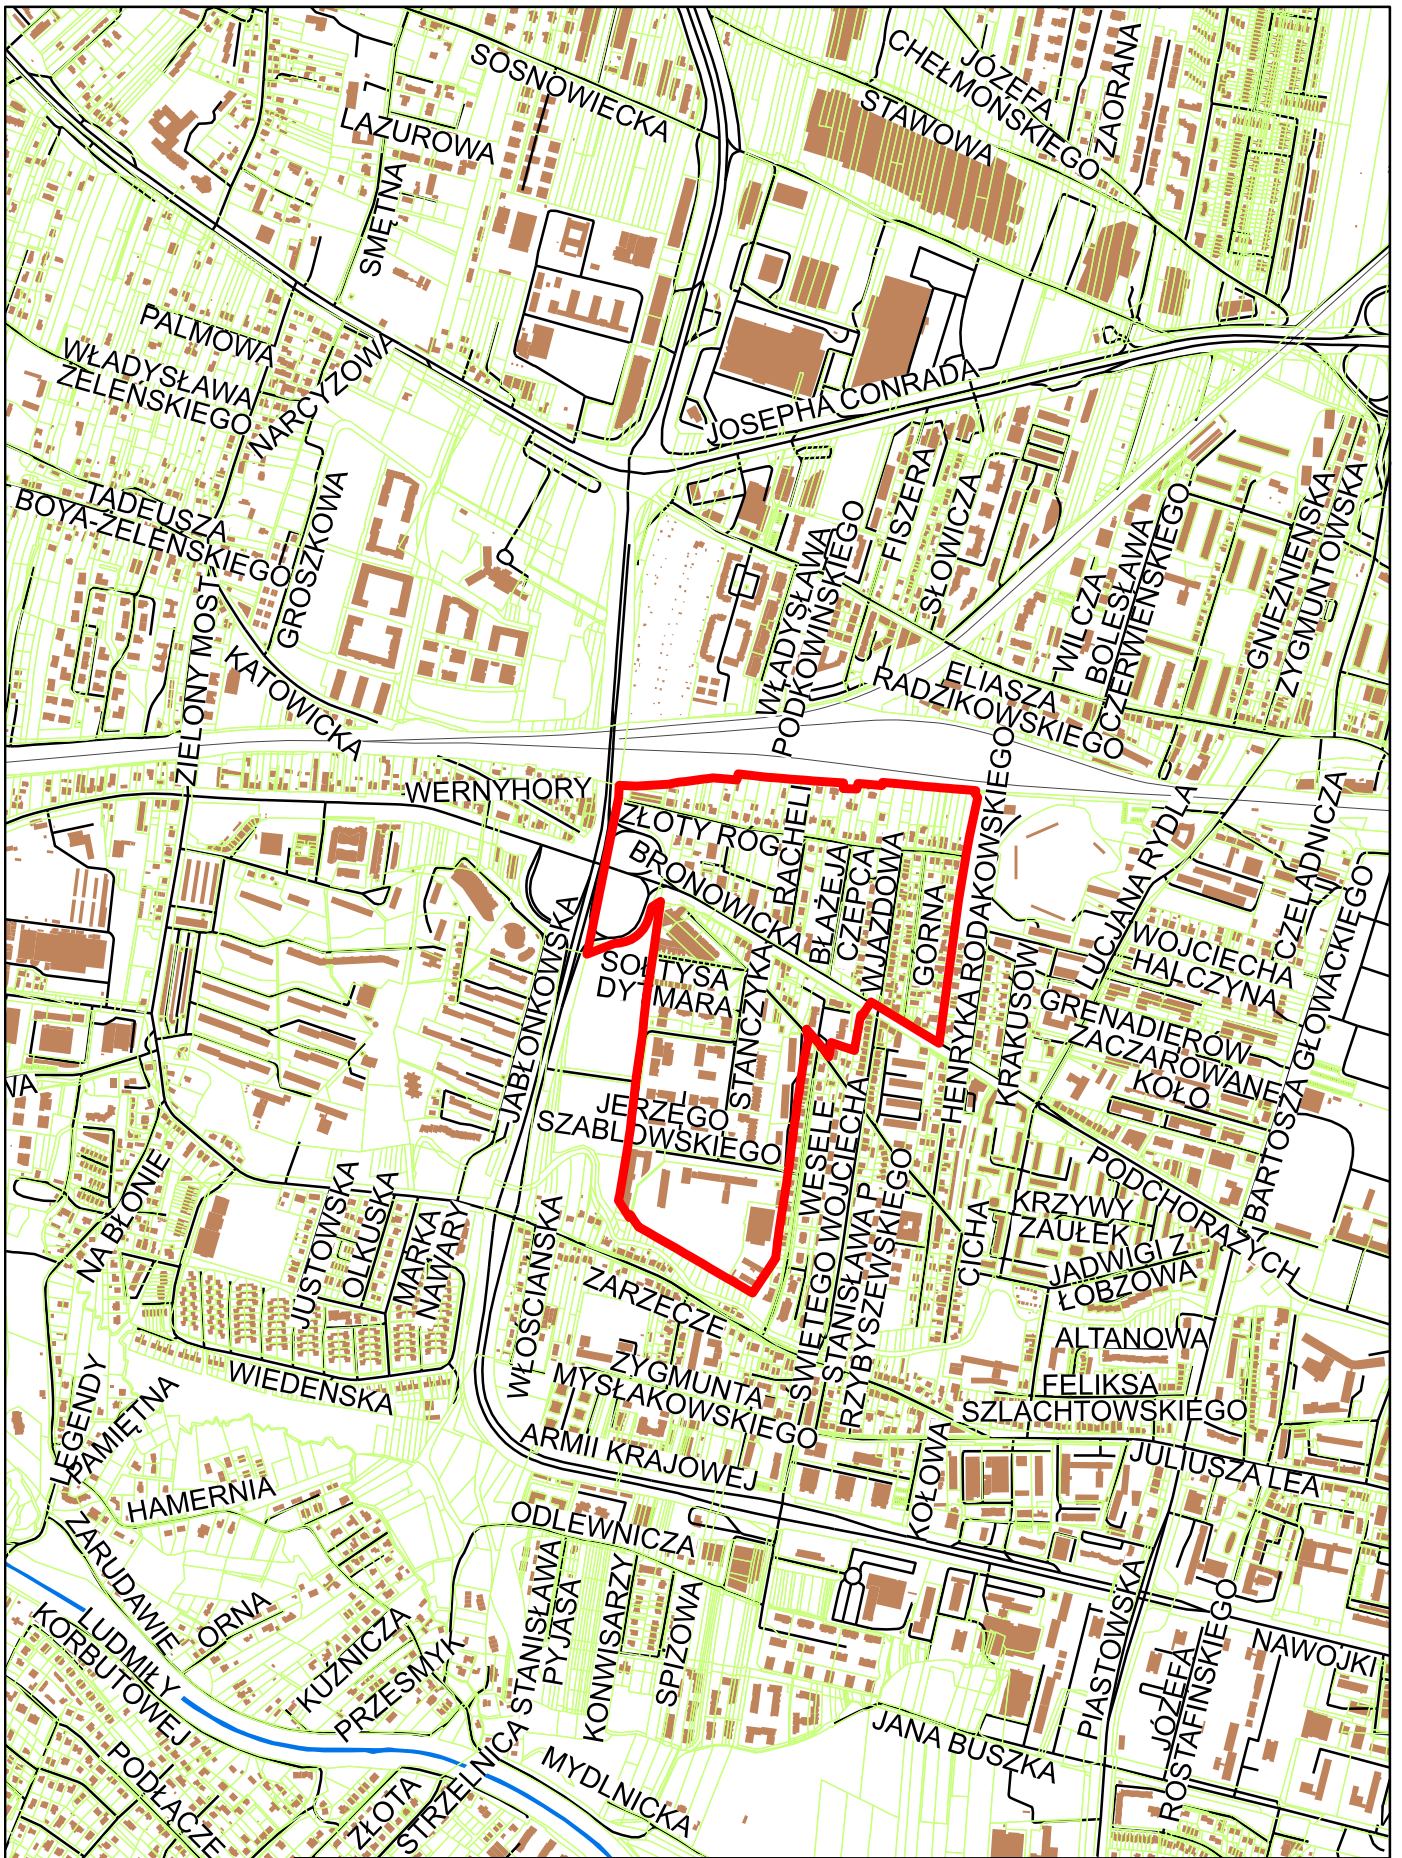 SOSNOWIECKA
JÓZEFA
CHEŁMOŃSKIEGO
ZAORANA
STAWOWA
LAZUROWA
SMĘTNA
PALMOWA
WŁADYSŁAWA
ŻELEŃSKIEGO
NARCYZOWA
JOSEPHA CONRADA
TADEUSZA
BOYA-ŻELEŃSKIEGO
GROSZKOWA
FISZERA
SŁOWICZA
WŁADYSŁAWA
PODKOWIŃSKIEGO
WILCZA
BOLESŁAWA
CZERWIEŃSKIEGO
GNIEŹNIEŃSKA
ZYGMUNTOWSKA
ZIELONY MOST
KATOWICKA
ELIASZA
RADZIKOWSKIEGO
WERNYHORY
ZŁOTY RÓG
BRONOWICKA
RACHELI
BŁAŻEJA
CZEPCA
WJAZDOWA
GÓRNA
HENRYKA RODAKOWSKIEGO
LUCJANA RYDLA
CZELADNICZA
BARTOSZA GŁOWACKIEGO
WOJCIECHA
HALCZYNA
KRAKUSÓW
GRENADIERÓW
ZACZAROWANE
KOŁO
JABŁONKOWSKA
SOŁTYSA
DYTMARA
STAŃCZYKA
JERZEGO
SZABLOWSKIEGO
WA
NA BŁONIE
JUSTOWSKA
OLKUSKA
MARKA
NAWARY
WŁOŚCIAŃSKA
ZARZECZE
WESELE
ŚWIĘTEGO WOJCIECHA
STANISŁAWA P
RZYBYSZEWSKIEGO
CICHA
PODCHORĄŻYCH
KRZYWY
ZAUŁEK
JADWIGI Z
ŁOBZOWA
ALTANOWA
FELIKSA
SZLACHTOWSKIEGO
WIEDEŃSKA
ZYGMUNTA
MYSŁAKOWSKIEGO
LEGENDY
PAMIĘTNA
ARMII KRAJOWEJ
KOŁOWA
JULIUSZA LEA
HAMERNIA
ODLEWNICZA
ZARUDAWIE
ORNA
KUŹNICZA
PRZESMYK
STANISŁAWA
PYJASA
KONWISARZY
SPIŻOWA
PIASTOWSKA
JÓZEFA
ROSTAFIŃSKIEGO
NAWOJKI
LUDMIŁY
KORBUTOWEJ
PODŁĄCZE
ZŁOTA
STRZELNICA
MYDLNICKA
JANA BUSZKA